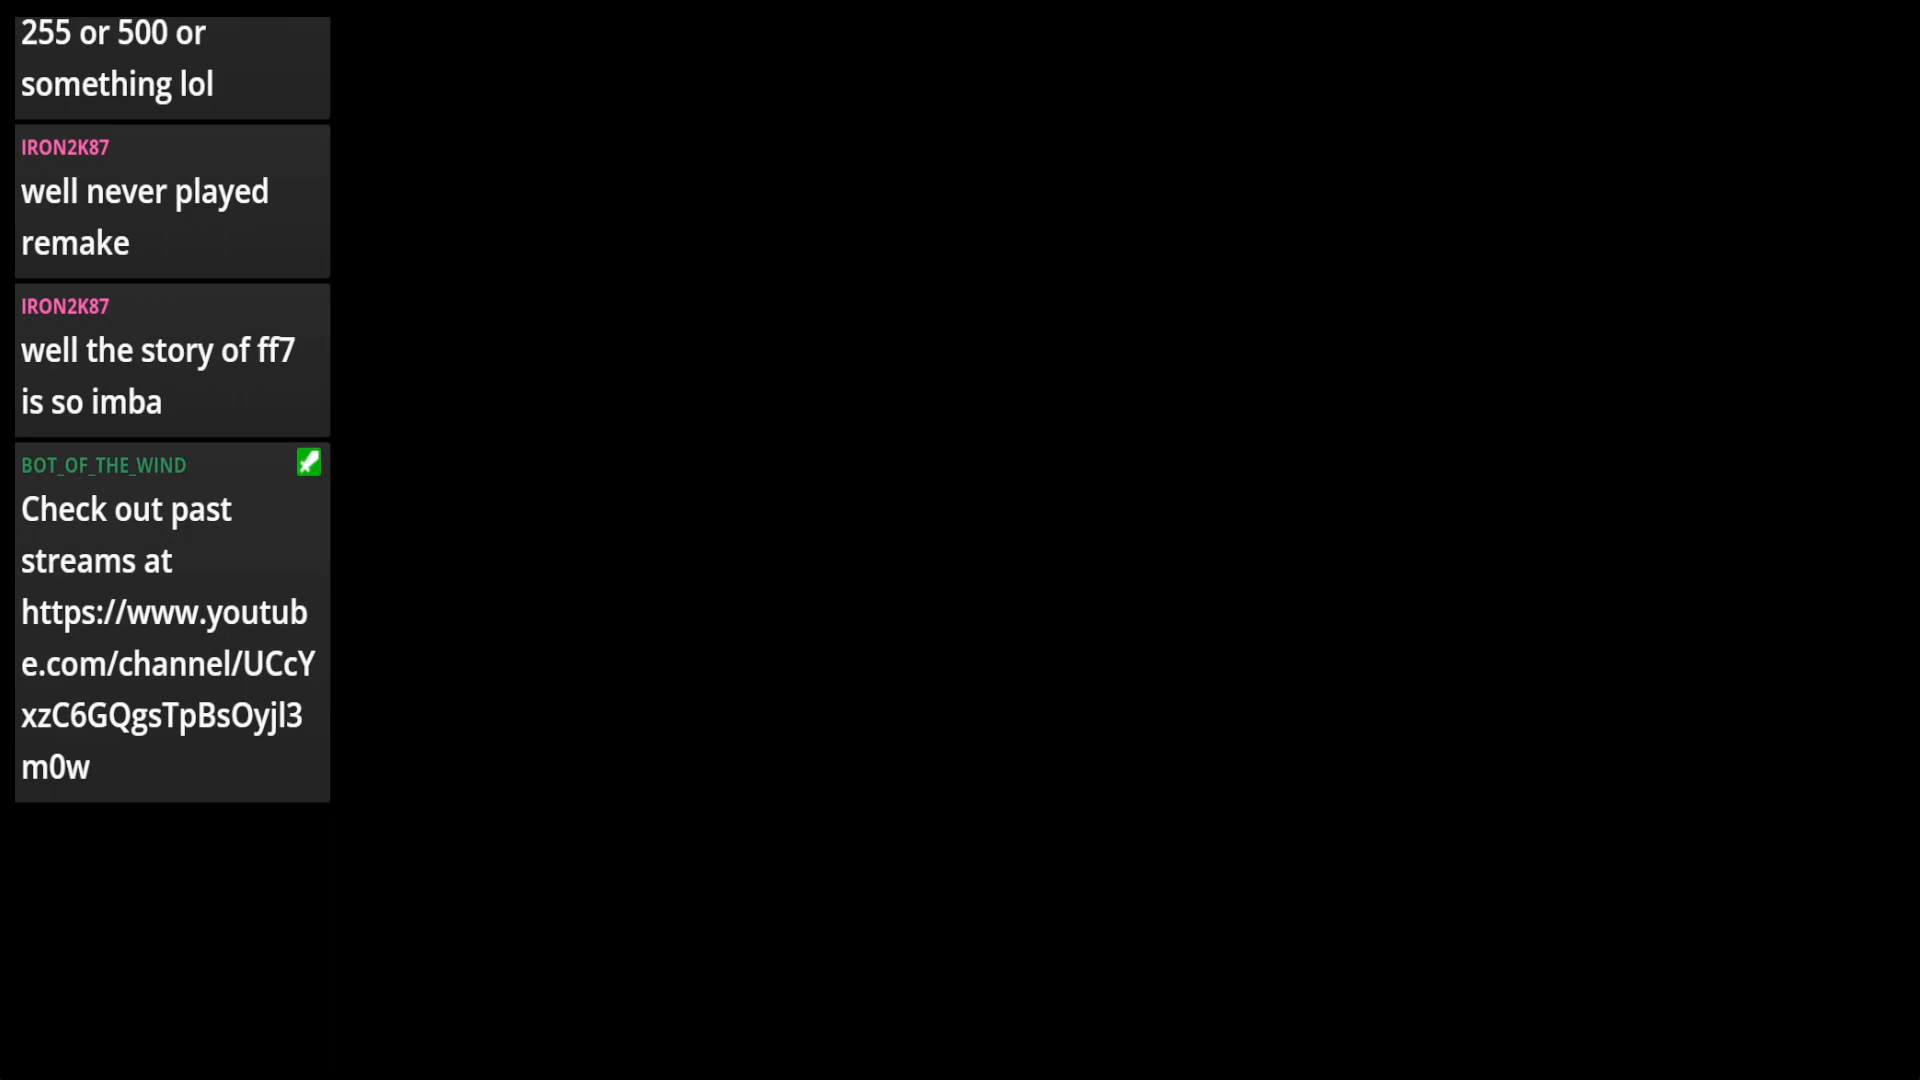 255 or 500 or
something lol
IRON2K87
well never played
remake
IRON2K87
well the story of ff7
is so imba
BOT_OF_THE_WIND
Check out past
streams at
https://www.youtub
e.com/channel/UCcY
xzC6GQgsTpBsOyjl3
m0w